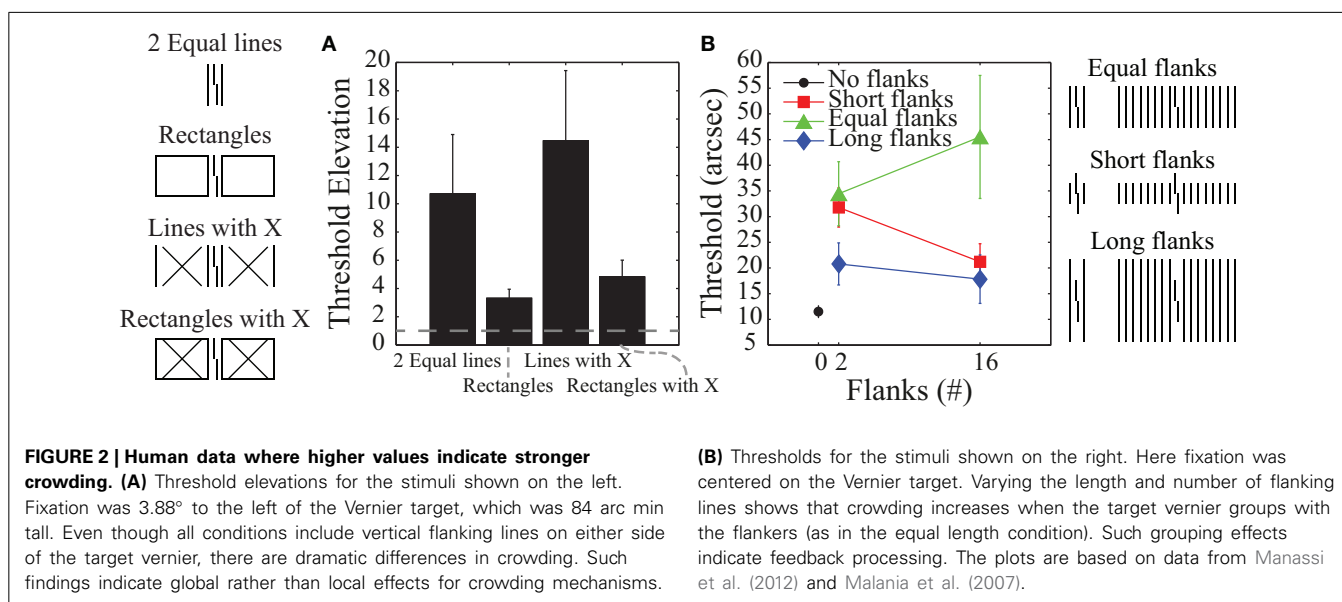 2 Equal lines
Rectangles
Lines with X
Rectangles with X
A
Threshold Elevation
20
18
16
14
12
10
8
6
4
2
0
2 Equal lines
Rectangles
Lines with X
Rectangles with X
B
Threshold (arcsec)
60
55
50
45
40
35
30
25
20
15
10
5
No flanks
Short flanks
Equal flanks
Long flanks
0 2 16
Flanks (#)
Equal flanks
Short flanks
Long flanks
FIGURE 2 | Human data where higher values indicate stronger
crowding. (A) Threshold elevations for the stimuli shown on the left.
Fixation was 3.88° to the left of the Vernier target, which was 84 arc min
tall. Even though all conditions include vertical flanking lines on either side
of the target vernier, there are dramatic differences in crowding. Such
findings indicate global rather than local effects for crowding mechanisms.
(B) Thresholds for the stimuli shown on the right. Here fixation was
centered on the Vernier target. Varying the length and number of flanking
lines shows that crowding increases when the target vernier groups with
the flankers (as in the equal length condition). Such grouping effects
indicate feedback processing. The plots are based on data from Manassi
et al. (2012) and Malania et al. (2007).